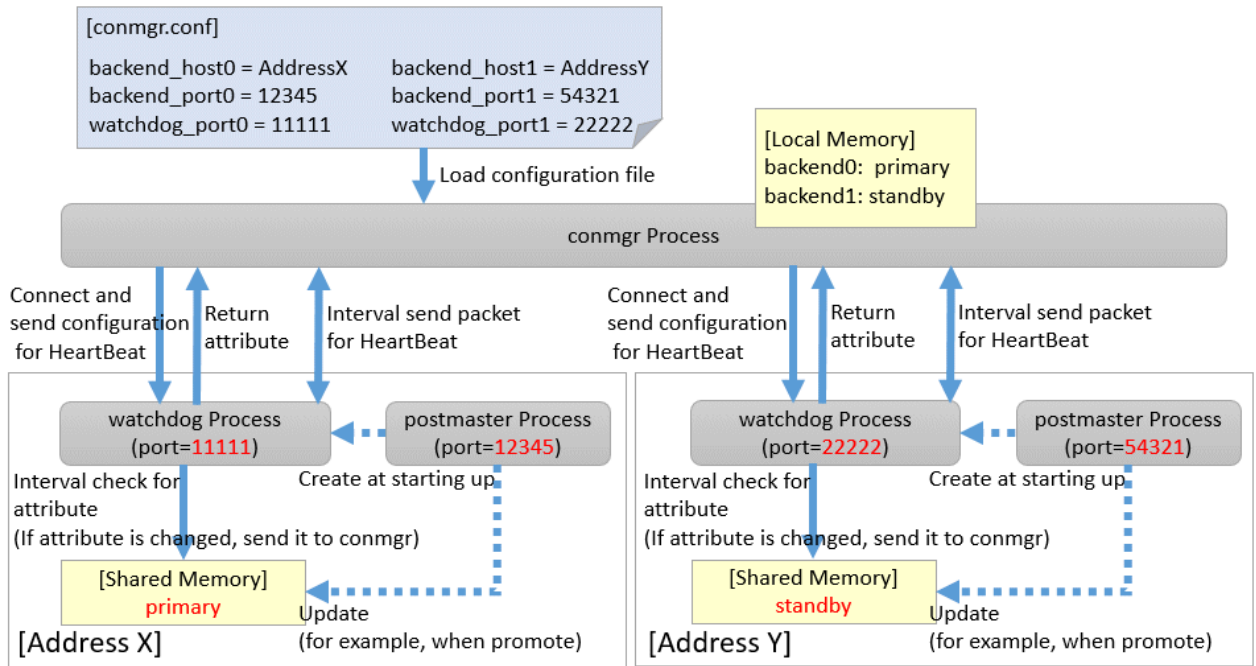 [conmgr.conf]
backend_host0 = AddressX
backend_port0 = 12345
watchdog_port0 = 11111
backend_host1 = AddressY
backend_port1 = 54321
watchdog_port1 = 22222
[Local Memory]
backend0:  primary
backend1: standby
Load configuration file
conmgr Process
Connect and
send configuration
for HeartBeat
Return
attribute
Interval send packet
for HeartBeat
Connect and
send configuration
for HeartBeat
Return
attribute
Interval send packet
for HeartBeat
watchdog Process
(port=11111)
postmaster Process
(port=12345)
Interval check for
attribute
(If attribute is changed, send it to conmgr)
Create at starting up
[Shared Memory]
primary
Update
(for example, when promote)
[Address X]
watchdog Process
(port=22222)
postmaster Process
(port=54321)
Interval check for
attribute
(If attribute is changed, send it to conmgr)
Create at starting up
[Shared Memory]
standby
Update
(for example, when promote)
[Address Y]